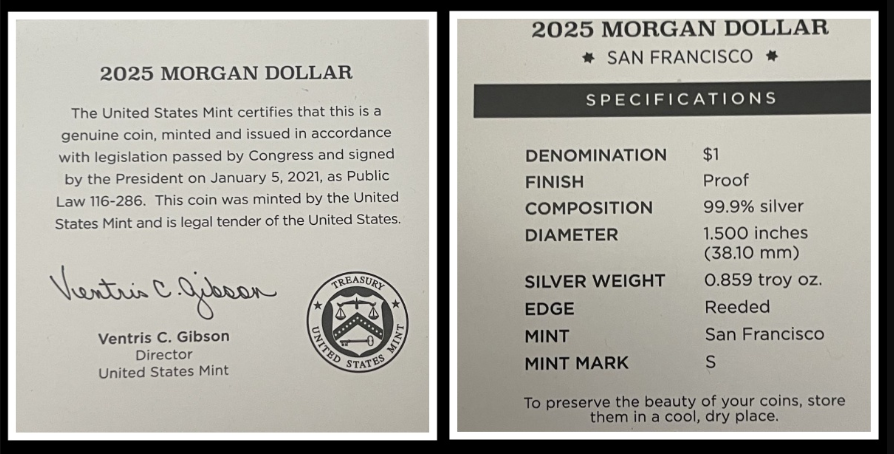 2025 MORGAN DOLLAR
The United States Mint certifies that this is a
genuine coin, minted and issued in accordance
with legislation passed by Congress and signed
by the President on January 5, 2021, as Public
Law 116-286. This coin was minted by the United
States Mint and is legal tender of the United States.
Ventris C. Gibson
Ventris C. Gibson
Director
United States Mint
TREASURY
UNITED STATES MINT
2025 MORGAN DOLLAR
SAN FRANCISCO
SPECIFICATIONS
DENOMINATION $1
FINISH Proof
COMPOSITION 99.9% silver
DIAMETER 1.500 inches
(38.10 mm)
SILVER WEIGHT 0.859 troy oz.
EDGE Reeded
MINT San Francisco
MINT MARK S
To preserve the beauty of your coins, store
them in a cool, dry place.